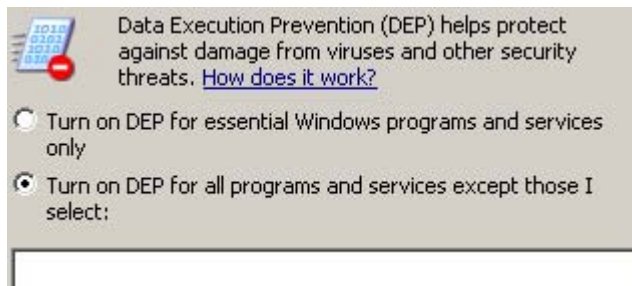 Data Execution Prevention (DEP) helps protect
against damage from viruses and other security
threats. How does it work?
Turn on DEP for essential Windows programs and services
only
Turn on DEP for all programs and services except those I
select: